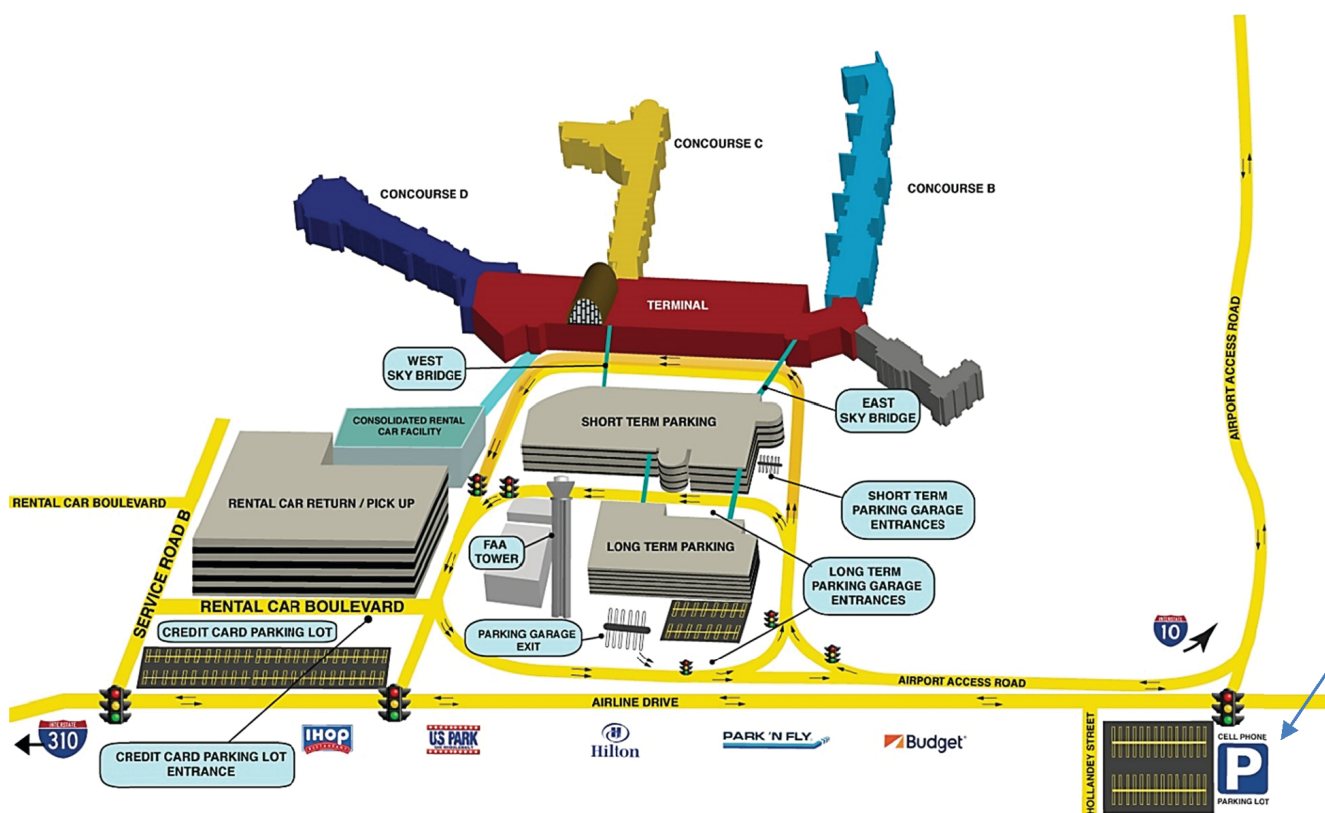 CONCOURSE C
CONCOURSE D
CONCOURSE B
TERMINAL
WEST
SKY BRIDGE
EAST
SKY BRIDGE
CONSOLIDATED RENTAL
CAR FACILITY
SHORT TERM PARKING
AIRPORT ACCESS ROAD
RENTAL CAR BOULEVARD
RENTAL CAR RETURN / PICK UP
SHORT TERM
PARKING GARAGE
ENTRANCES
FAA
TOWER
LONG TERM PARKING
LONG TERM
PARKING GARAGE
ENTRANCES
SERVICE ROAD B
RENTAL CAR BOULEVARD
CREDIT CARD PARKING LOT
PARKING GARAGE
EXIT
INTERSTATE
10
AIRPORT ACCESS ROAD
AIRLINE DRIVE
INTERSTATE
310
IHOP
RESTAURANT
US PARK
Hilton
PARK 'N FLY
Budget
CREDIT CARD PARKING LOT
ENTRANCE
HOLLANDEY STREET
CELL PHONE
P
PARKING LOT